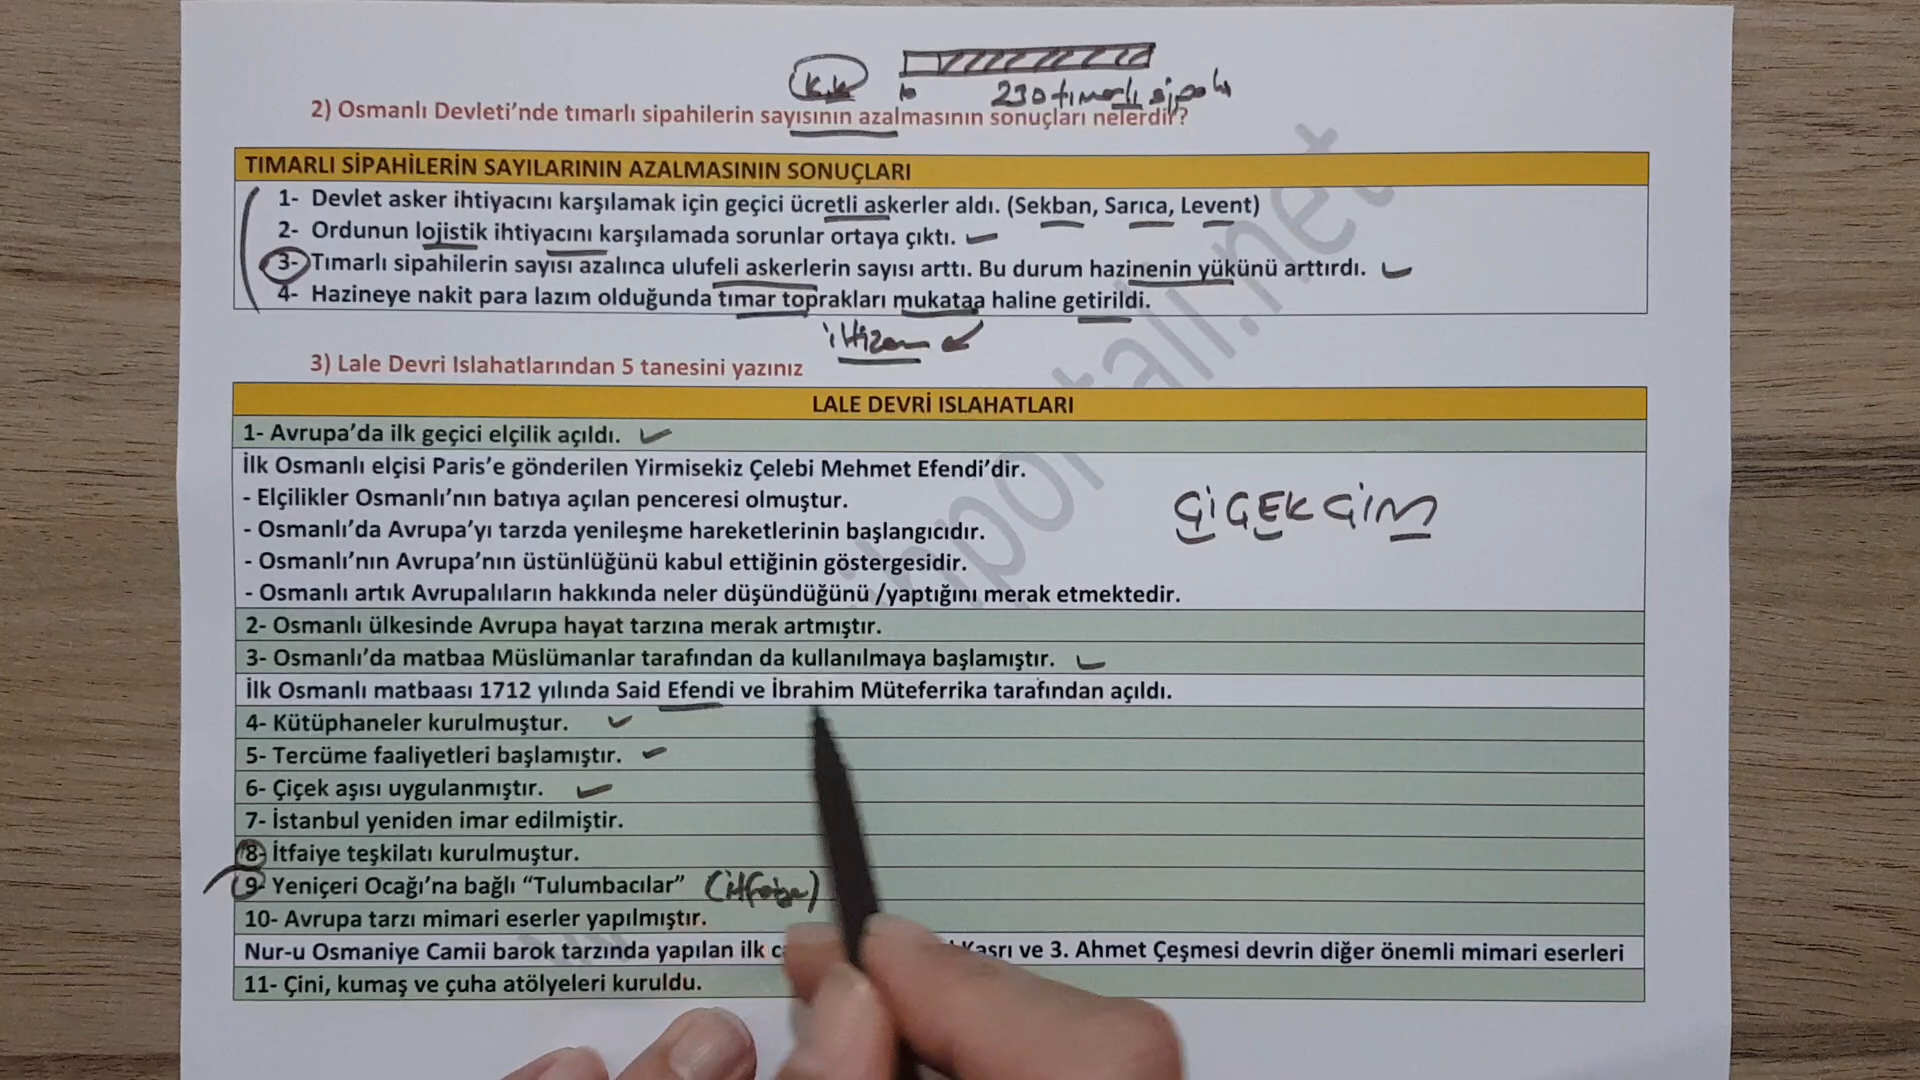 K.K
10 230 tımarlı sipahi
2) Osmanlı Devleti’nde tımarlı sipahilerin sayısının azalmasının sonuçları nelerdir?
TIMARLI SİPAHİLERİN SAYILARININ AZALMASININ SONUÇLARI
1- Devlet asker ihtiyacını karşılamak için geçici ücretli askerler aldı. (Sekban, Sarıca, Levent)
2- Ordunun lojistik ihtiyacını karşılamada sorunlar ortaya çıktı.
3- Tımarlı sipahilerin sayısı azalınca ulufeli askerlerin sayısı arttı. Bu durum hazinenin yükünü arttırdı.
4- Hazineye nakit para lazım olduğunda tımar toprakları mukataa haline getirildi.
iltizam
3) Lale Devri Islahatlarından 5 tanesini yazınız
LALE DEVRİ ISLAHATLARI
1- Avrupa’da ilk geçici elçilik açıldı.
İlk Osmanlı elçisi Paris’e gönderilen Yirmisekiz Çelebi Mehmet Efendi’dir.
- Elçilikler Osmanlı’nın batıya açılan penceresi olmuştur.
ÇİÇEKÇİM
- Osmanlı’da Avrupa’yı tarzda yenileşme hareketlerinin başlangıcıdır.
- Osmanlı’nın Avrupa’nın üstünlüğünü kabul ettiğinin göstergesidir.
- Osmanlı artık Avrupalıların hakkında neler düşündüğünü /yaptığını merak etmektedir.
2- Osmanlı ülkesinde Avrupa hayat tarzına merak artmıştır.
3- Osmanlı’da matbaa Müslümanlar tarafından da kullanılmaya başlamıştır.
İlk Osmanlı matbaası 1712 yılında Said Efendi ve İbrahim Müteferrika tarafından açıldı.
4- Kütüphaneler kurulmuştur.
5- Tercüme faaliyetleri başlamıştır.
6- Çiçek aşısı uygulanmıştır.
7- İstanbul yeniden imar edilmiştir.
8- İtfaiye teşkilatı kurulmuştur.
9- Yeniçeri Ocağı’na bağlı “Tulumbacılar” (itfaiye)
10- Avrupa tarzı mimari eserler yapılmıştır.
Nur-u Osmaniye Camii barok tarzında yapılan ilk Kasrı ve 3. Ahmet Çeşmesi devrin diğer önemli mimari eserleri
11- Çini, kumaş ve çuha atölyeleri kuruldu.